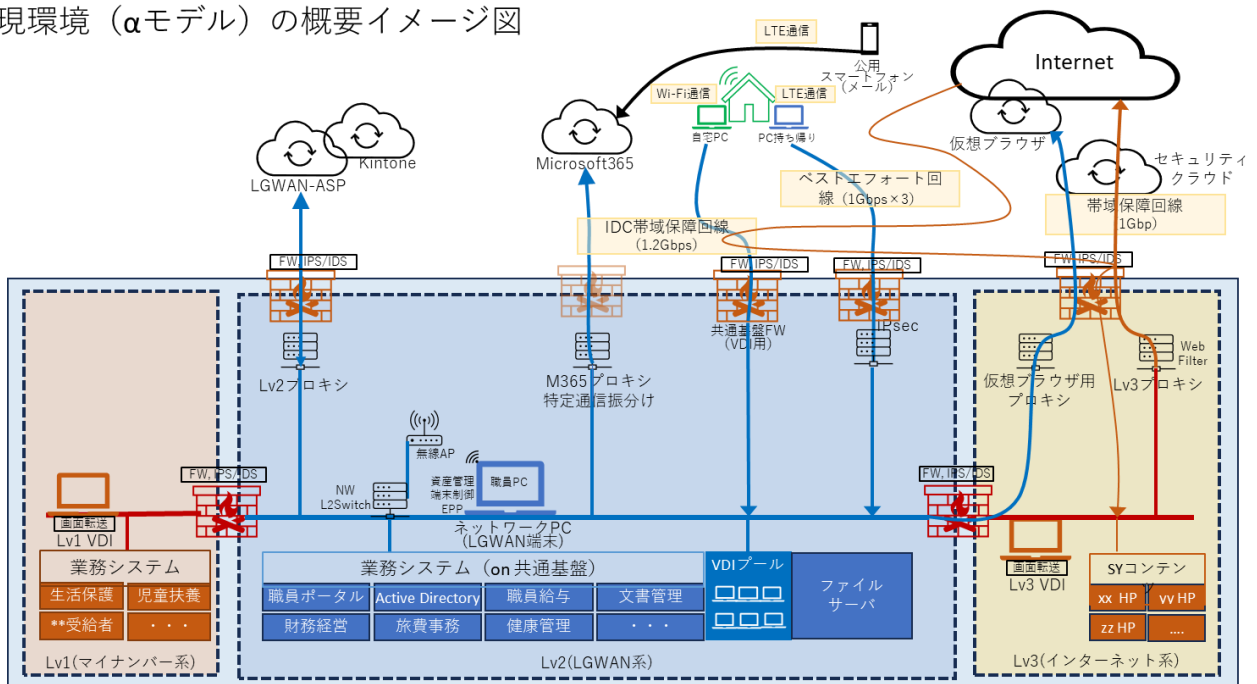 現環境（αモデル）の概要イメージ図
LTE通信
公用
スマートフォン
（メール）
Internet
Wi-Fi通信
LTE通信
自宅PC
PC持ち帰り
Kintone
LGWAN-ASP
Microsoft365
仮想ブラウザ
セキュリティ
クラウド
ベストエフォート回
線（1Gbps×3）
帯域保障回線
（1Gbp）
IDC帯域保障回線
（1.2Gbps）
FW, IPS/IDS
FW, IPS/IDS
FW, IPS/IDS
FW, IPS/IDS
共通基盤FW
（VDI用）
IPsec
Lv2プロキシ
M365プロキシ
特定通信振分け
仮想ブラウザ用
プロキシ
Web
Filter
Lv3プロキシ
無線AP
FW, IPS/IDS
NW
L2Switch
資産管理
端末制御
EPP
職員PC
FW, IPS/IDS
ネットワークPC
（LGWAN端末）
画面転送
Lv1 VDI
画面転送
Lv3 VDI
業務システム
生活保護
児童扶養
**受給者
・・・
業務システム（on 共通基盤）
職員ポータル
Active Directory
職員給与
文書管理
財務経営
旅費事務
健康管理
・・・
VDIプール
ファイル
サーバ
SYコンテン
xx HP
yy HP
zz HP
....
Lv1(マイナンバー系)
Lv2(LGWAN系)
Lv3(インターネット系)